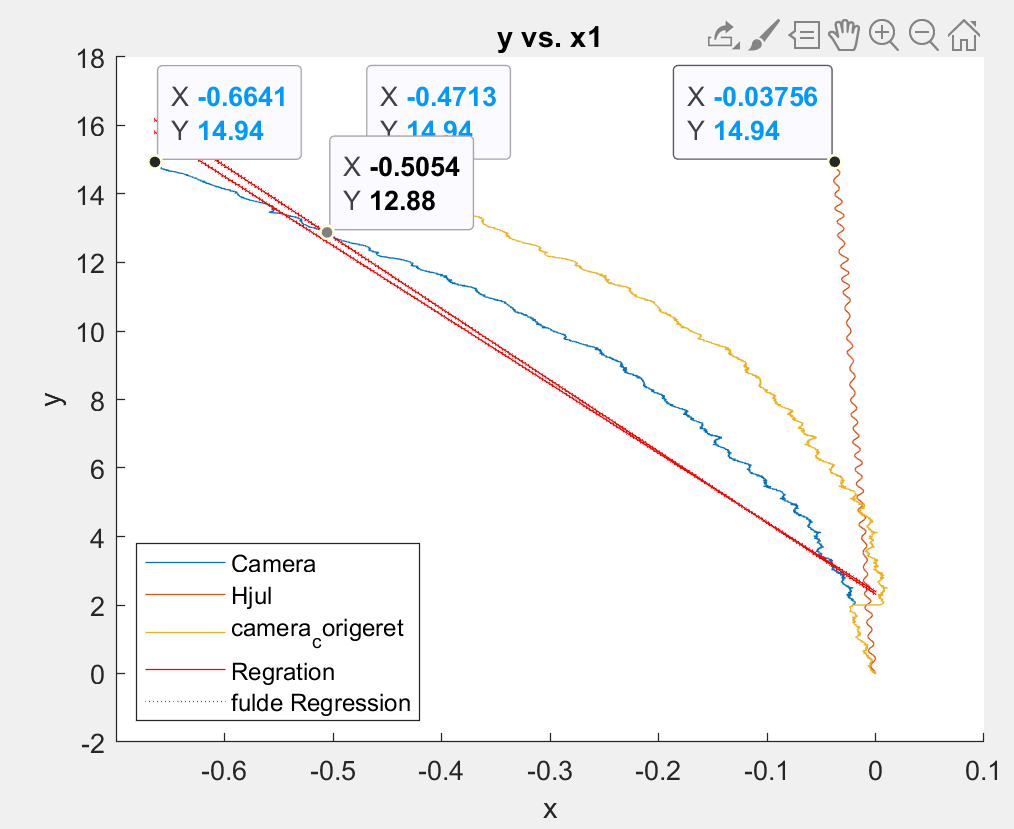 y vs. x1
X -0.6641
Y 14.94
X -0.4713
Y 14.94
X -0.5054
Y 12.88
X -0.03756
Y 14.94
18
16
14
12
10
8
6
4
2
0
-2
y
Camera
Hjul
camera_corigeret
Regration
fulde Regression
-0.6
-0.5
-0.4
-0.3
-0.2
-0.1
0
0.1
x